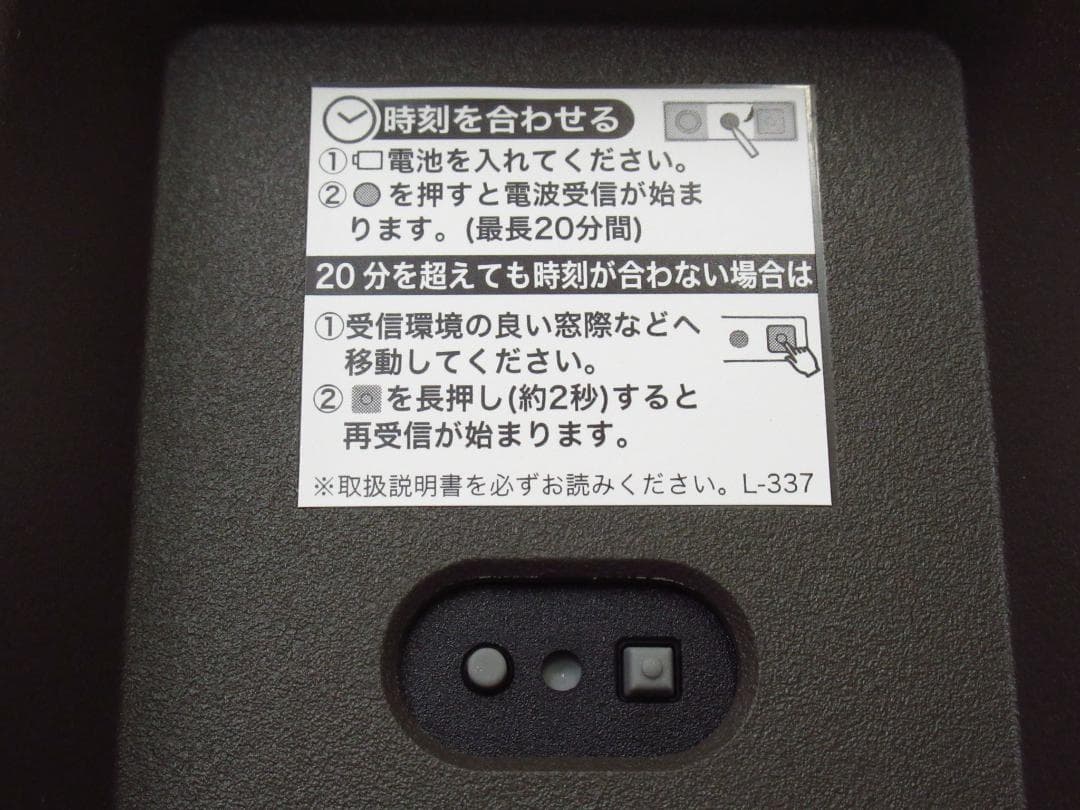 時刻を合わせる
①電池を入れてください。
②●を押すと電波受信が始ま
ります。(最長20分間)
20分を超えても時刻が合わない場合は
①受信環境の良い窓際などへ
移動してください。
②を長押し(約2秒)すると
再受信が始まります。
※取扱説明書を必ずお読みください。L-337